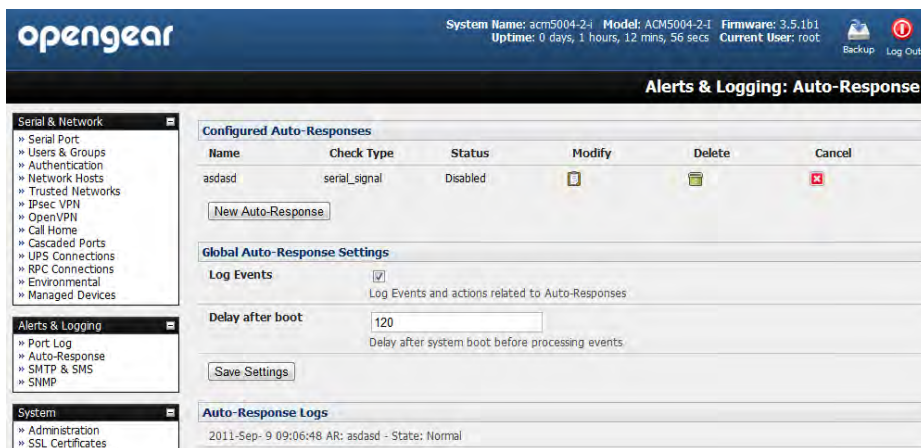 opengear
System Name: acm5004-2-i Model: ACM5004-2-I Firmware: 3.5.1b1
Uptime: 0 days, 1 hours, 12 mins, 56 secs Current User: root
Backup
Log Out
Alerts & Logging: Auto-Response
Serial & Network
» Serial Port
» Users & Groups
» Authentication
» Network Hosts
» Trusted Networks
» IPsec VPN
» OpenVPN
» Call Home
» Cascaded Ports
» UPS Connections
» RPC Connections
» Environmental
» Managed Devices
Alerts & Logging
» Port Log
» Auto-Response
» SMTP & SMS
» SNMP
System
» Administration
» SSL Certificates
Configured Auto-Responses
Name Check Type Status Modify Delete Cancel
asdasd serial_signal Disabled
New Auto-Response
Global Auto-Response Settings
Log Events
Log Events and actions related to Auto-Responses
Delay after boot 120
Delay after system boot before processing events
Save Settings
Auto-Response Logs
2011-Sep- 9 09:06:48 AR: asdasd - State: Normal